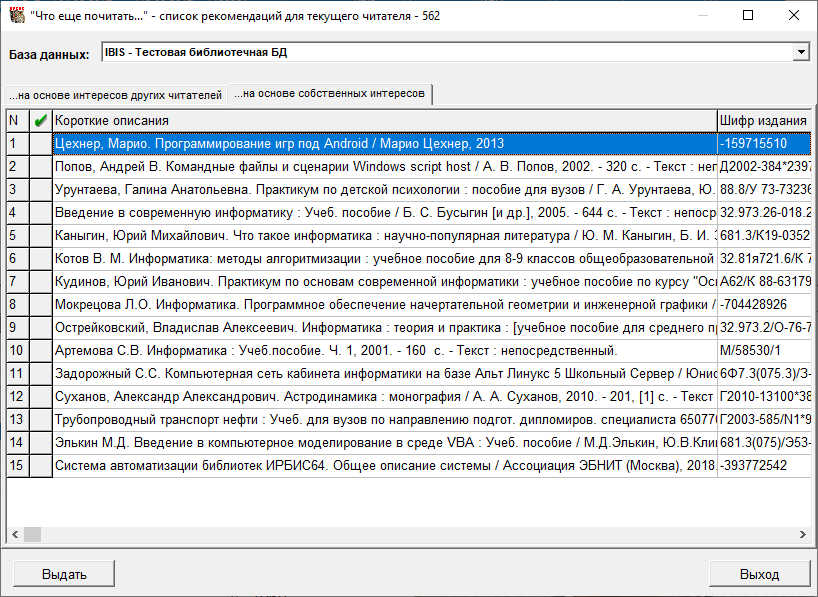 "Что еще почитать..." - список рекомендаций для текущего читателя - 562
База данных: IBIS - Тестовая библиотечная БД
...на основе интересов других читателей ...на основе собственных интересов
N Короткие описания Шифр издания
1 Цехнер, Марио. Программирование игр под Android / Марио Цехнер, 2013 -159715510
2 Попов, Андрей В. Командные файлы и сценарии Windows script host / А. В. Попов, 2002. - 320 с. - Текст : неп Д2002-384*2397
3 Урунтаева, Галина Анатольевна. Практикум по детской психологии : пособие для вузов / Г. А. Урунтаева, Ю. 88.8/У 73-73236
4 Введение в современную информатику : Учеб. пособие / Б. С. Бусыгин [и др.], 2005. - 644 с. - Текст : непоср 32.973.26-018.2
5 Каныгин, Юрий Михайлович. Что такое информатика : научно-популярная литература / Ю. М. Каныгин, Б. И. 681.3/К19-0352
6 Котов В. М. Информатика: методы алгоритмизации : учебное пособие для 8-9 классов общеобразовательной 32.81я721.6/К
7 Кудинов, Юрий Иванович. Практикум по основам современной информатики : учебное пособие по курсу "Ос А62/К 88-63179
8 Мокрецова Л.О. Информатика. Программное обеспечение начертательной геометрии и инженерной графики / -704428926
9 Острейковский, Владислав Алексеевич. Информатика : теория и практика : [учебное пособие для среднего п 32.973.2/О-76-7
10 Артемова С.В. Информатика : Учеб.пособие. Ч. 1, 2001. - 160 с. - Текст : непосредственный. М/58530/1
11 Задорожный С.С. Компьютерная сеть кабинета информатики на базе Альт Линукс 5 Школьный Сервер / Юнис 6Ф7.3(075.3)/З-
12 Суханов, Александр Александрович. Астродинамика : монография / А. А. Суханов, 2010. - 201, [1] с. - Текст Г2010-13100*38
13 Трубопроводный транспорт нефти : Учеб. для вузов по направлению подгот. дипломиров. специалиста 65077 Г2003-585/N1*9
14 Элькин М.Д. Введение в компьютерное моделирование в среде VBA : Учеб. пособие / М.Д.Элькин, Ю.В.Кли 681.3(075)/Э53-
15 Система автоматизации библиотек ИРБИС64. Общее описание системы / Ассоциация ЭБНИТ (Москва), 2018. -393772542
Выдать Выход